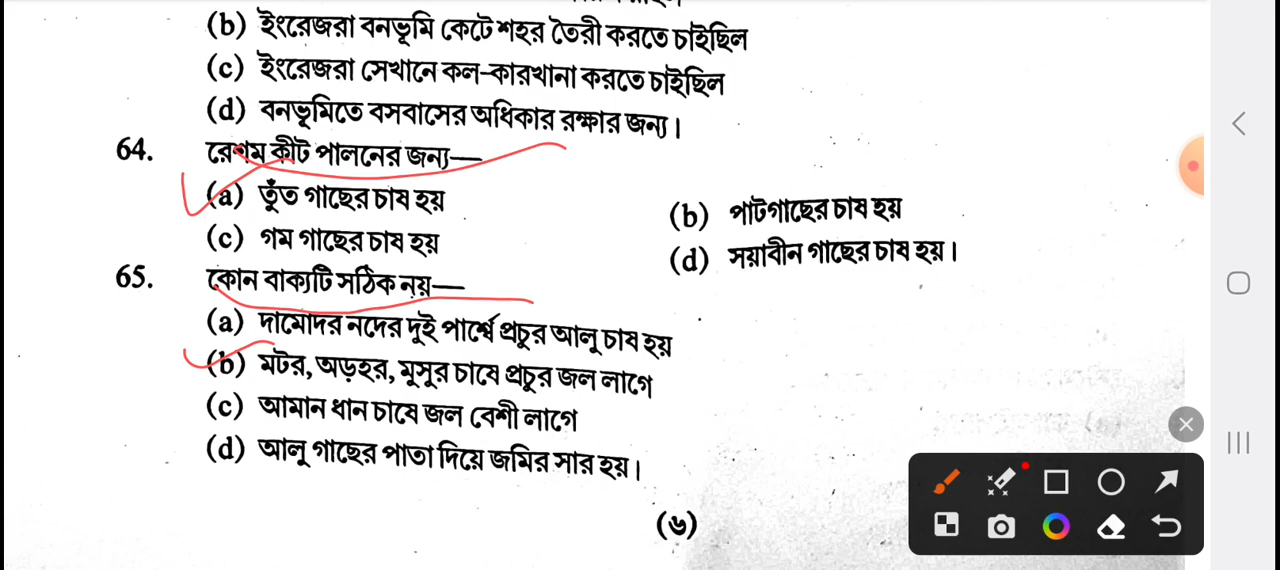 (b) ইংরেজরা বনভূমি কেটে শহর তৈরী করতে চাইছিল
(c) ইংরেজরা সেখানে কল-কারখানা করতে চাইছিল
(d) বনভূমিতে বসবাসের অধিকার রক্ষার জন্য।
64. রেশম কীট পালনের জন্য—
(a) তুঁত গাছের চাষ হয়
(b) পাটগাছের চাষ হয়
(c) গম গাছের চাষ হয়
(d) সয়াবীন গাছের চাষ হয়।
65. কোন বাক্যটি সঠিক নয়—
(a) দামোদর নদের দুই পার্শ্বে প্রচুর আলু চাষ হয়
(b) মটর, অড়হর, মুসুর চাষে প্রচুর জল লাগে
(c) আমান ধান চাষে জল বেশী লাগে
(d) আলু গাছের পাতা দিয়ে জমির সার হয়।
(৬)